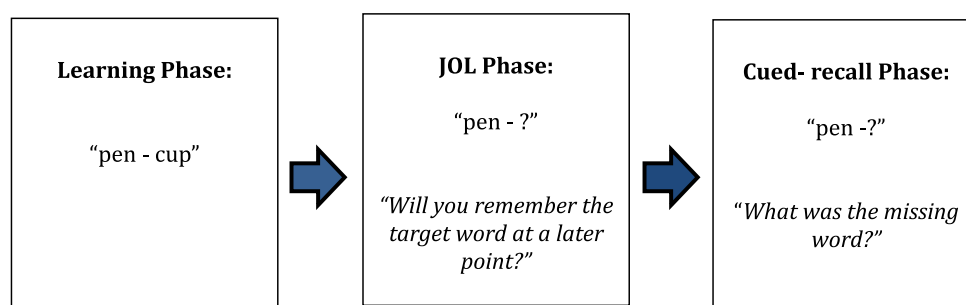 Learning Phase:
“pen - cup”
JOL Phase:
“pen - ?”
“Will you remember the
target word at a later
point?”
Cued- recall Phase:
“pen -?”
“What was the missing
word?”